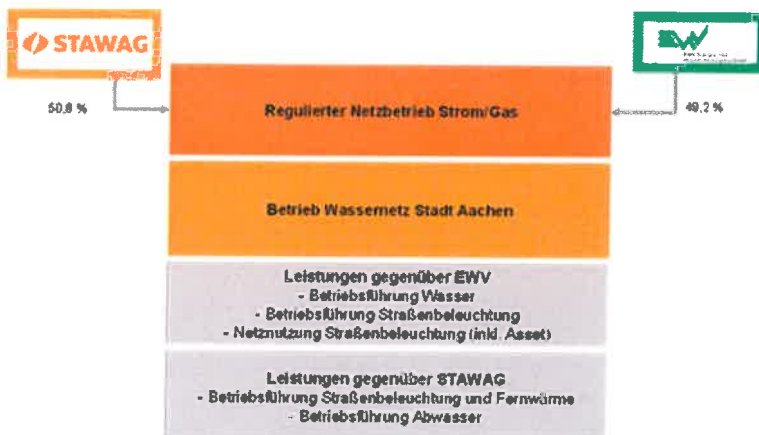 STAWAG
EWV
50,8 %
49,2 %
Regulierter Netzbetrieb Strom/Gas
Betrieb Wassernetz Stadt Aachen
Leistungen gegenüber EWV
- Betriebsführung Wasser
- Betriebsführung Straßenbeleuchtung
- Netznutzung Straßenbeleuchtung (inkl. Asset)
Leistungen gegenüber STAWAG
- Betriebsführung Straßenbeleuchtung und Fernwärme
- Betriebsführung Abwasser